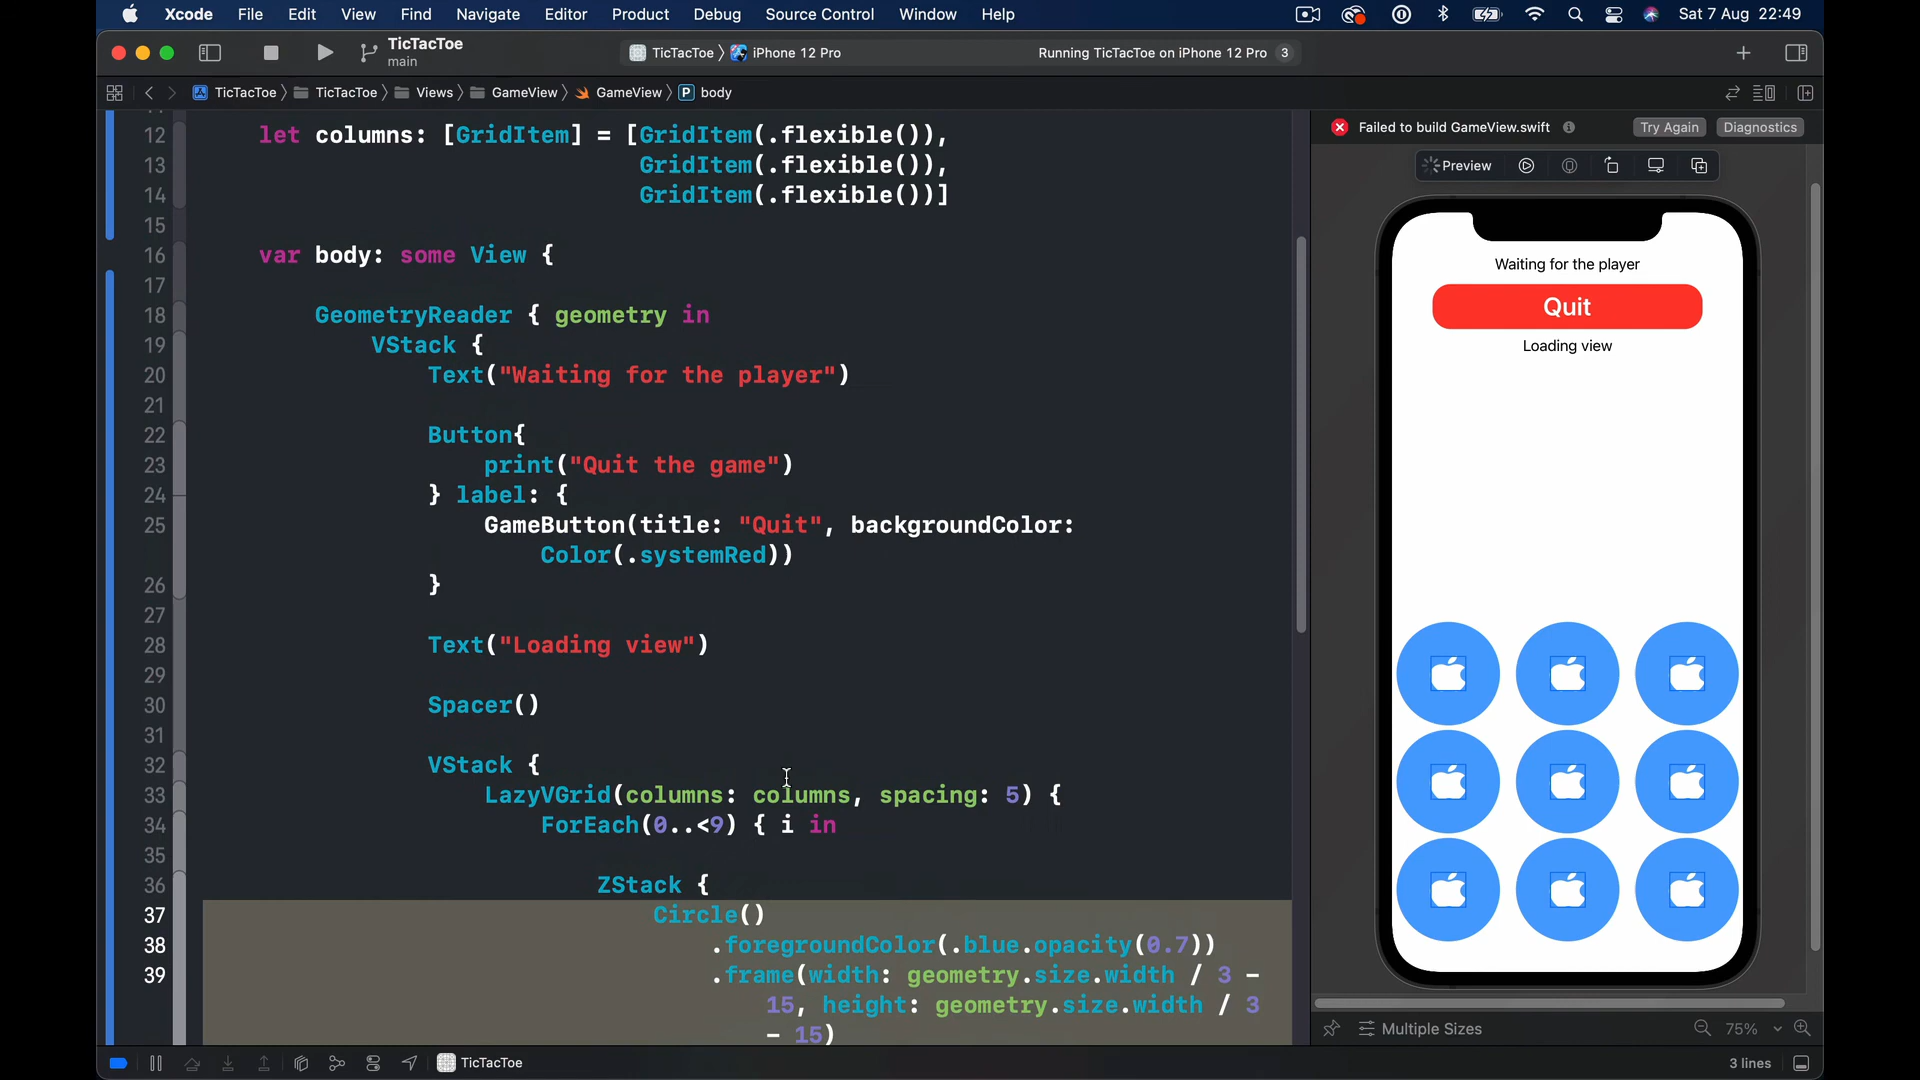 Xcode File Edit View Find Navigate Editor Product Debug Source Control Window Help Sat 7 Aug 22:49
TicTacToe
main
TicTacToe 〉 iPhone 12 Pro
Running TicTacToe on iPhone 12 Pro 3
TicTacToe 〉 TicTacToe 〉 Views 〉 GameView 〉 GameView 〉 P body
12 let columns: [GridItem] = [GridItem(.flexible()),
13 GridItem(.flexible()),
14 GridItem(.flexible())]
15
16 var body: some View {
17
18 GeometryReader { geometry in
19 VStack {
20 Text("Waiting for the player")
21
22 Button{
23 print("Quit the game")
24 } label: {
25 GameButton(title: "Quit", backgroundColor:
Color(.systemRed))
26 }
27
28 Text("Loading view")
29
30 Spacer()
31
32 VStack {
33 LazyVGrid(columns: columns, spacing: 5) {
34 ForEach(0..<9) { i in
35
36 ZStack {
37 Circle()
38 .foregroundColor(.blue.opacity(0.7))
39 .frame(width: geometry.size.width / 3 -
15, height: geometry.size.width / 3
- 15)
Failed to build GameView.swift Try Again Diagnostics
Preview
Waiting for the player
Quit
Loading view
Multiple Sizes 75%
TicTacToe
3 lines